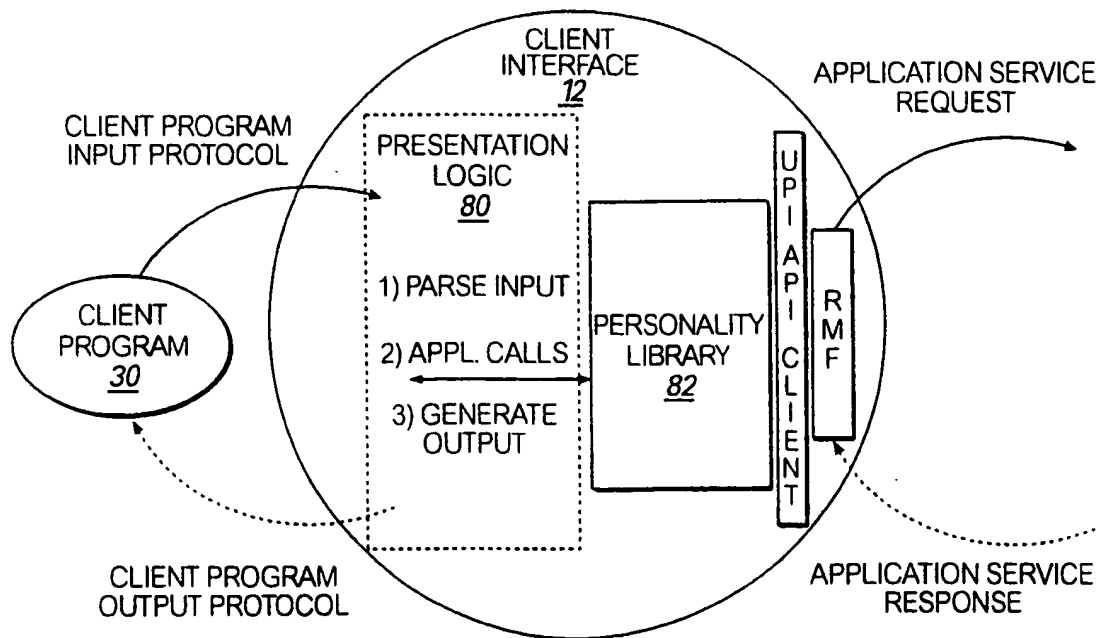 CLIENT
INTERFACE
12
APPLICATION SERVICE
REQUEST
CLIENT PROGRAM
INPUT PROTOCOL
PRESENTATION
LOGIC
80
1) PARSE INPUT
2) APPL. CALLS
3) GENERATE
OUTPUT
CLIENT
PROGRAM
30
PERSONALITY
LIBRARY
82
UPI API CLIENT
RMF
CLIENT PROGRAM
OUTPUT PROTOCOL
APPLICATION SERVICE
RESPONSE